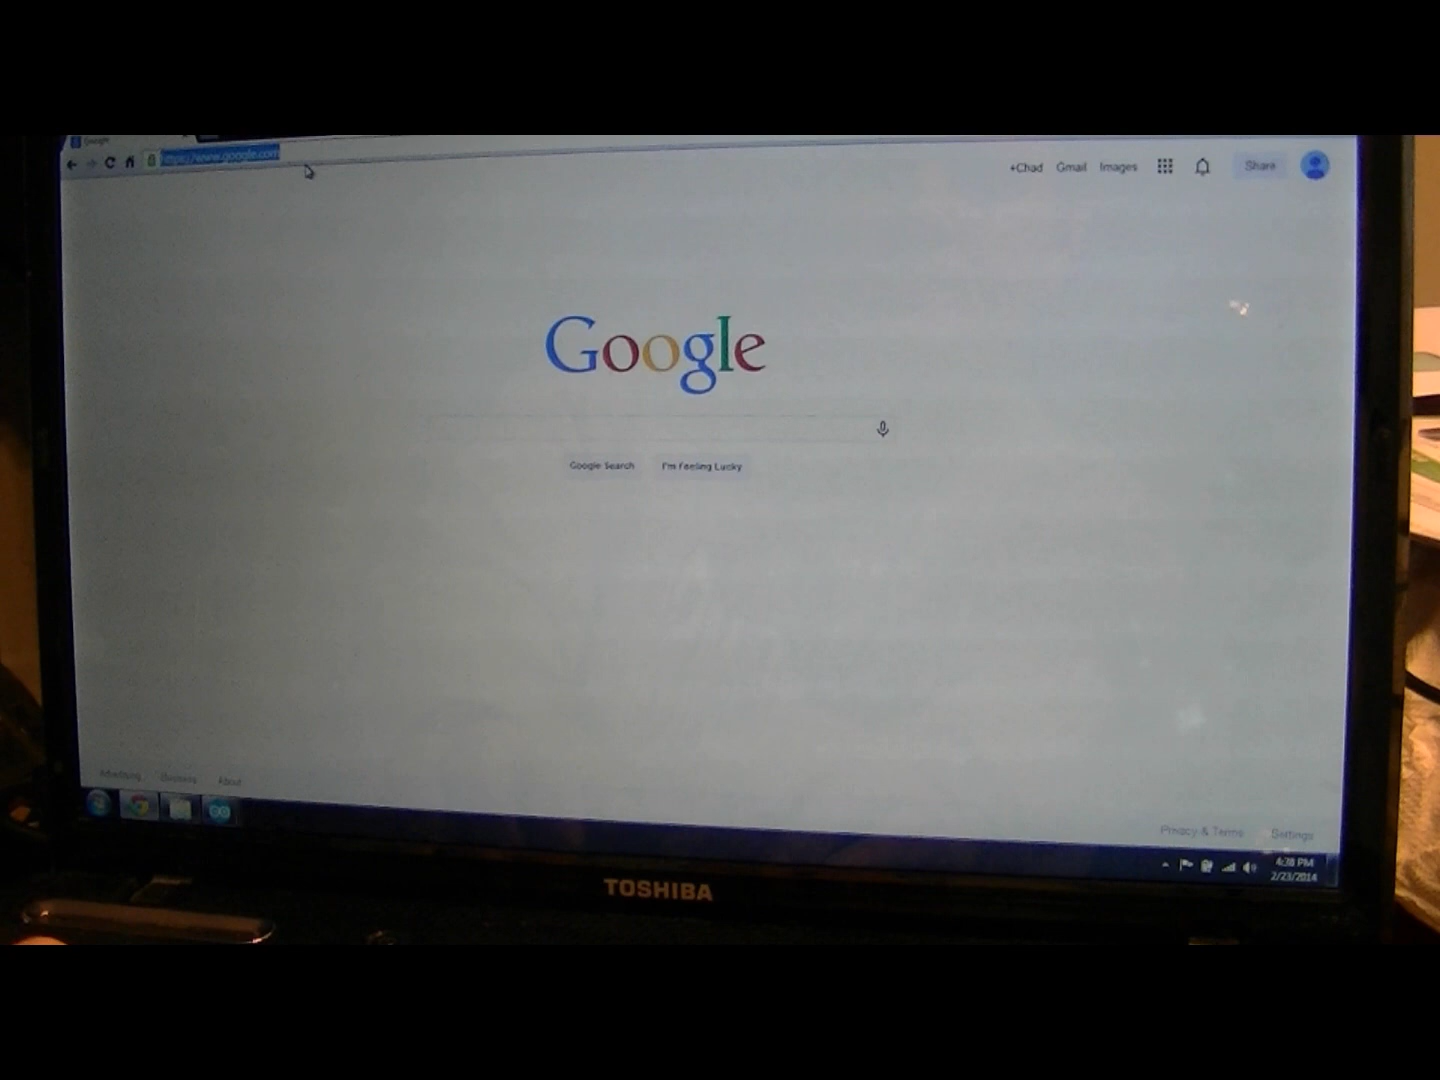 Google
https://www.google.com
+Chad Gmail Images Share
Google
Google Search I'm Feeling Lucky
Advertising Business About
Privacy & Terms Settings
4:28 PM
2/23/2014
TOSHIBA